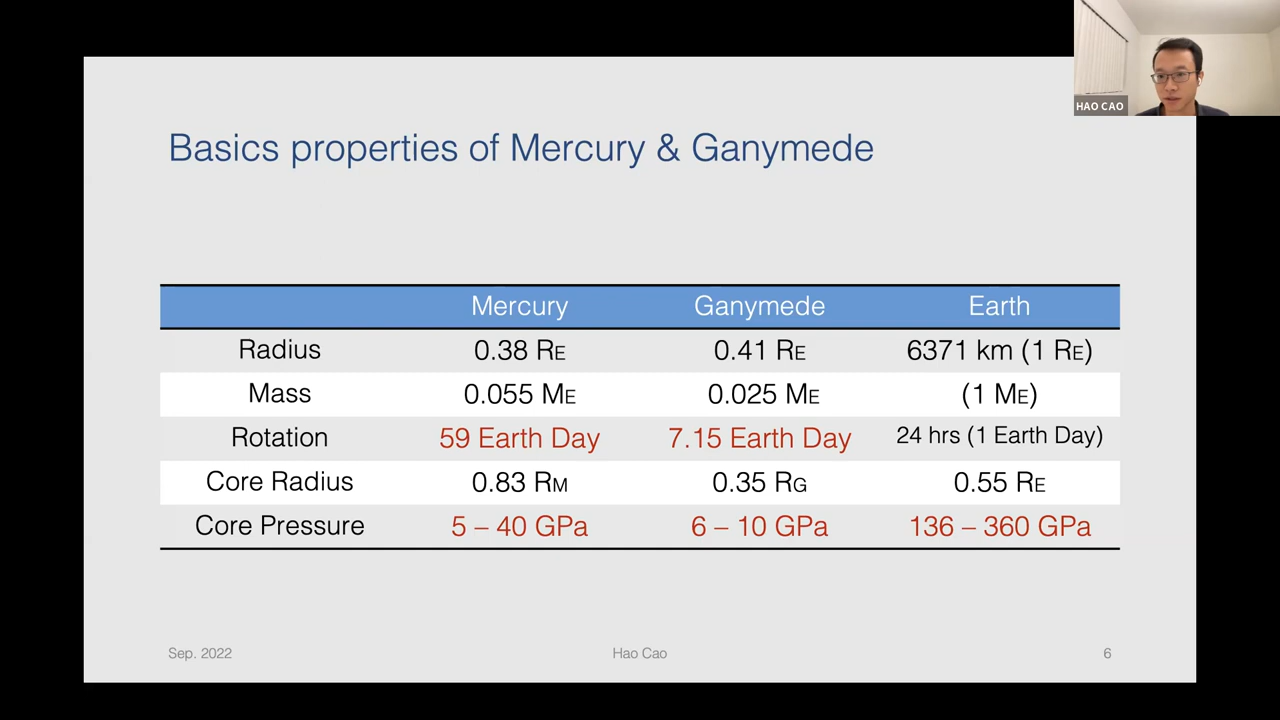 HAO CAO
Basics properties of Mercury & Ganymede
Mercury Ganymede Earth
Radius 0.38 RE 0.41 RE 6371 km (1 RE)
Mass 0.055 ME 0.025 ME (1 ME)
Rotation 59 Earth Day 7.15 Earth Day 24 hrs (1 Earth Day)
Core Radius 0.83 RM 0.35 RG 0.55 RE
Core Pressure 5 – 40 GPa 6 – 10 GPa 136 – 360 GPa
Sep. 2022 Hao Cao 6